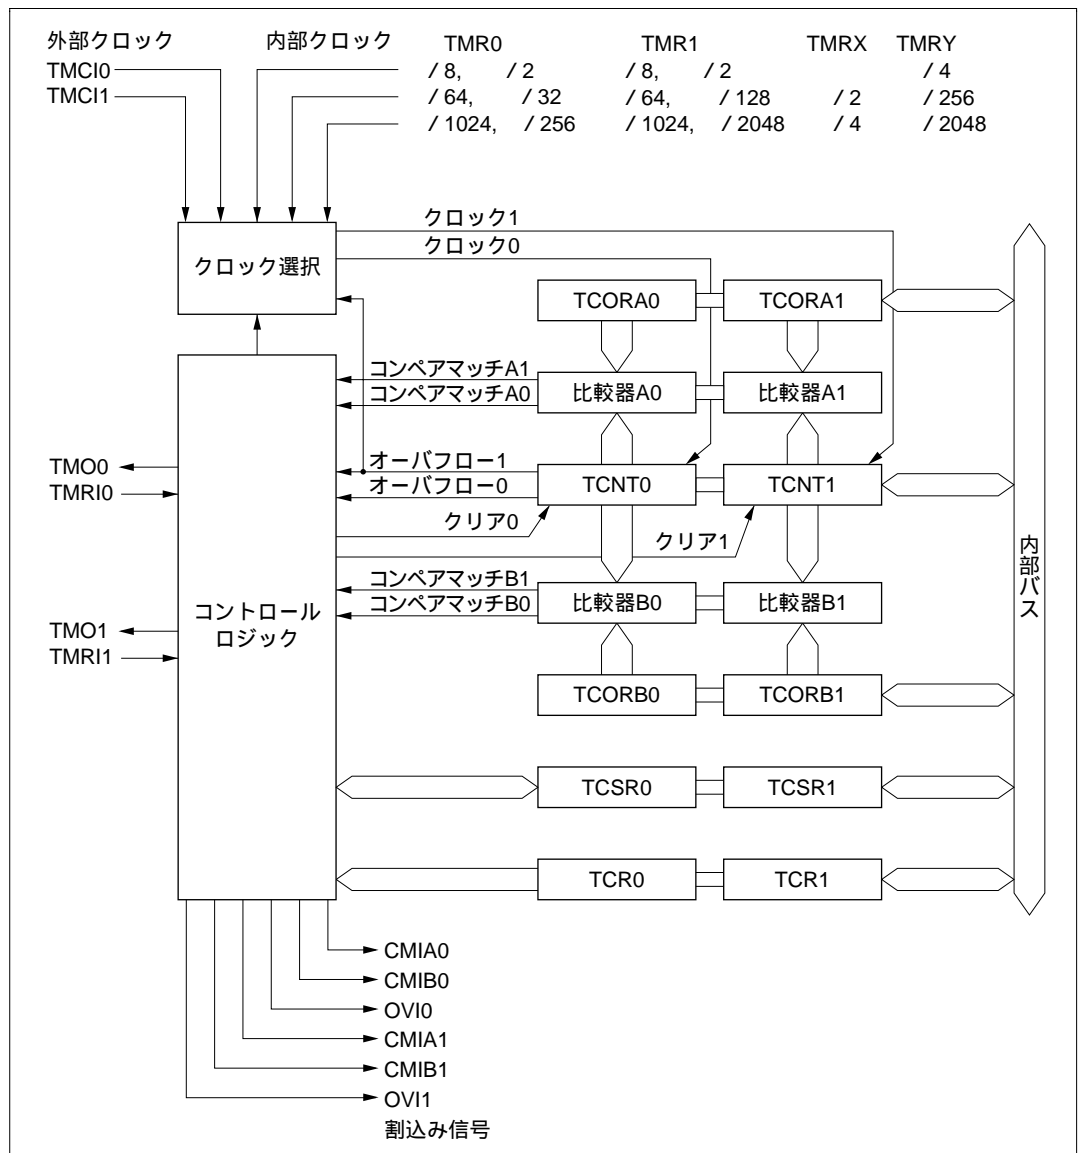 外部クロック 内部クロック TMR0 TMR1 TMRX TMRY
TMCI0 / 8, / 2 / 8, / 2 / 4
TMCI1 / 64, / 32 / 64, / 128 / 2 / 256
/ 1024, / 256 / 1024, / 2048 / 4 / 2048
クロック1
クロック0
クロック選択
TCORA0 TCORA1
コンペアマッチA1
コンペアマッチA0
比較器A0 比較器A1
オーバフロー1
オーバフロー0
TMO0
TMRI0
TCNT0 TCNT1
クリア0
クリア1
内部バス
コンペアマッチB1
コンペアマッチB0
比較器B0 比較器B1
コントロール
ロジック
TMO1
TMRI1
TCORB0 TCORB1
TCSR0 TCSR1
TCR0 TCR1
CMIA0
CMIB0
OVI0
CMIA1
CMIB1
OVI1
割込み信号